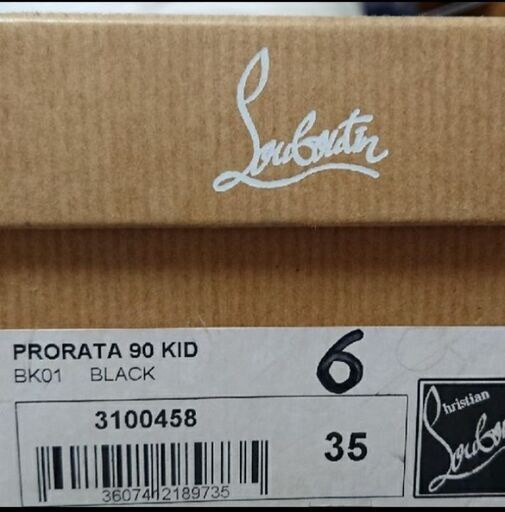 Louboutin
PRORATA 90 KID
BK01 BLACK
6
3100458
35
3607412189735
Christian
Louboutin